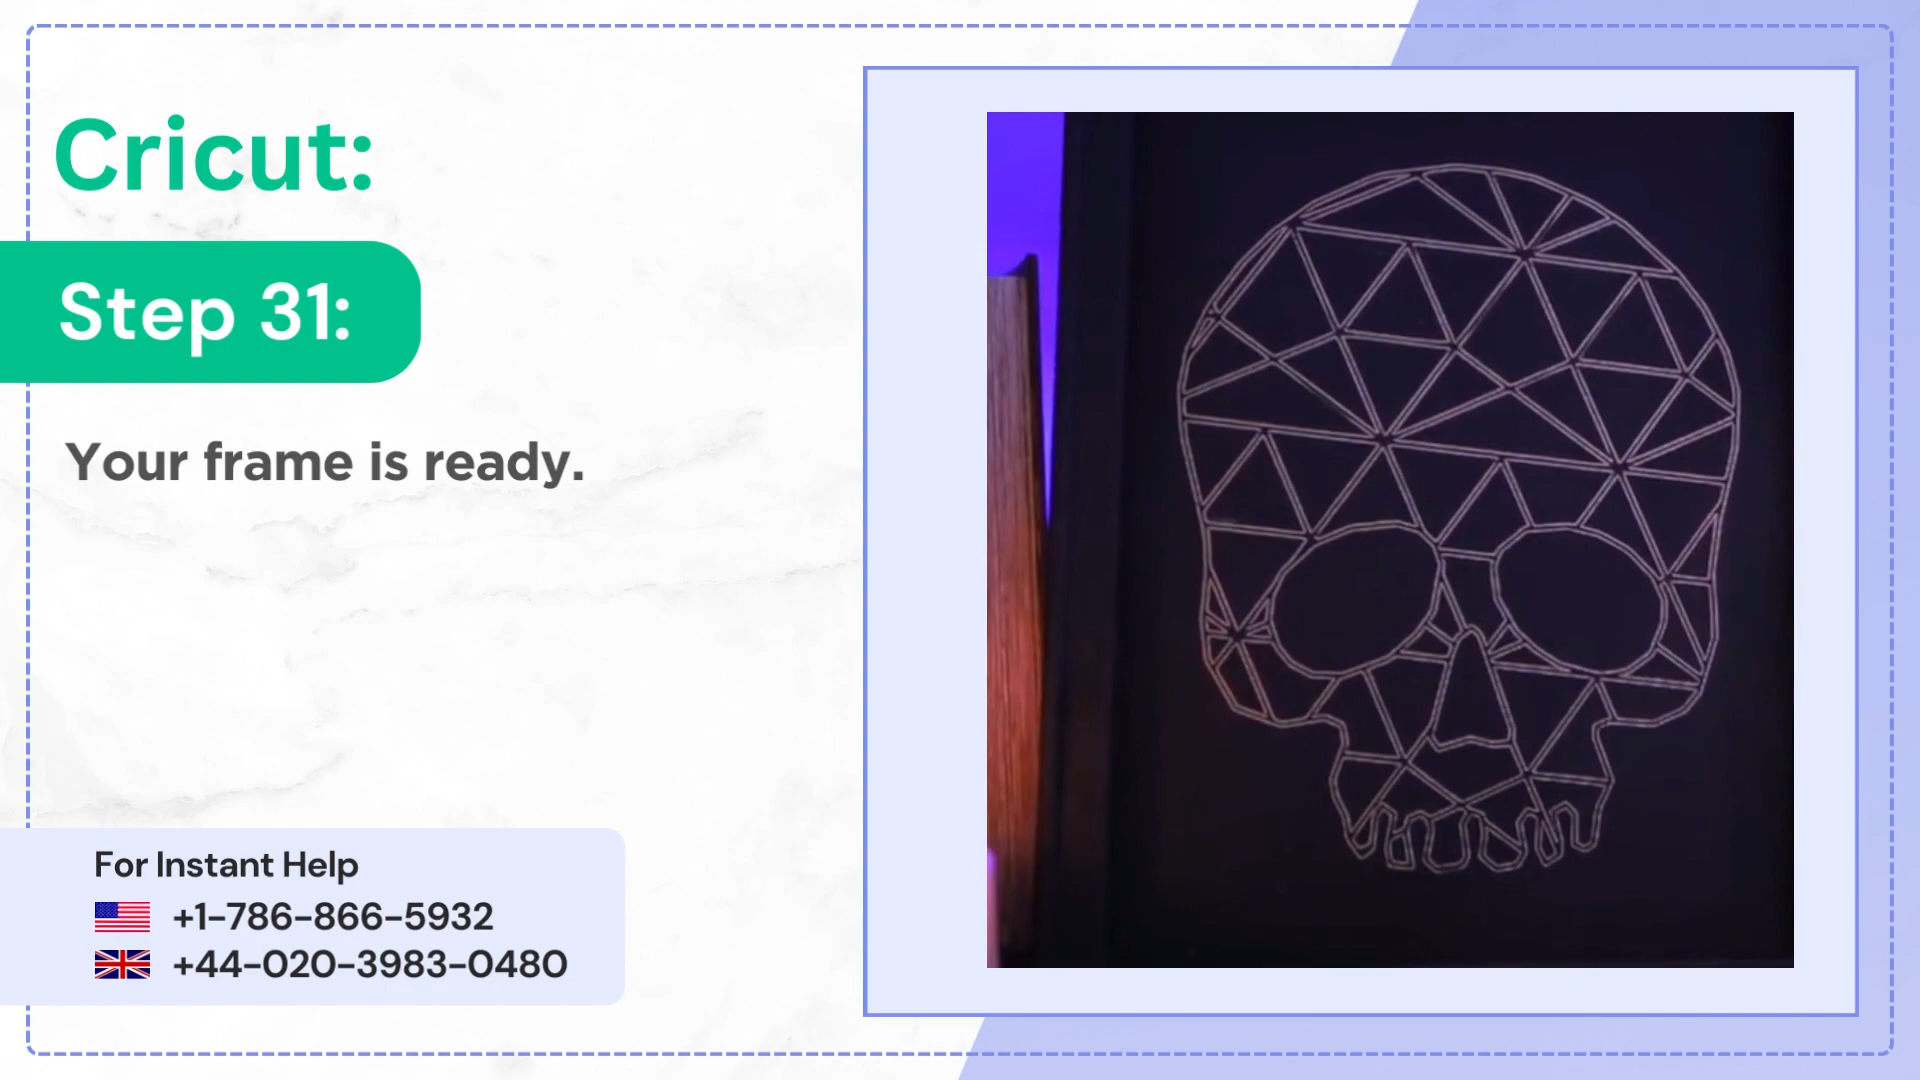 Cricut:
Step 31:
Your frame is ready.
For Instant Help
+1-786-866-5932
+44-020-3983-0480